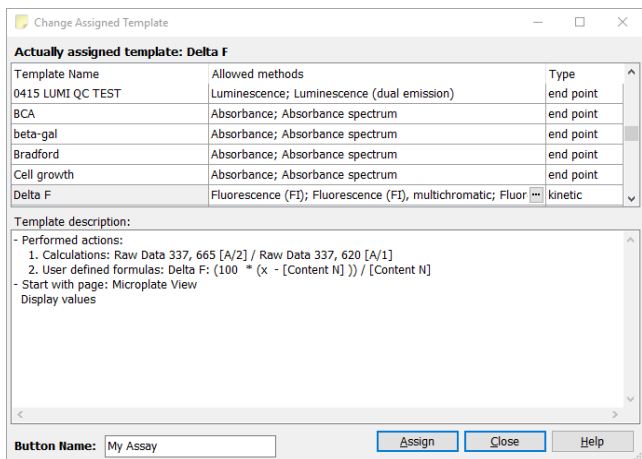 Change Assigned Template
Actually assigned template: Delta F
Template Name Allowed methods Type
0415 LUMI QC TEST Luminescence; Luminescence (dual emission) end point
BCA Absorbance; Absorbance spectrum end point
beta-gal Absorbance; Absorbance spectrum end point
Bradford Absorbance; Absorbance spectrum end point
Cell growth Absorbance; Absorbance spectrum end point
Delta F Fluorescence (FI); Fluorescence (FI), multichromatic; Fluor ... kinetic
Template description:
- Performed actions:
1. Calculations: Raw Data 337, 665 [A/2] / Raw Data 337, 620 [A/1]
2. User defined formulas: Delta F: (100 * (x - [Content N] )) / [Content N]
- Start with page: Microplate View
Display values
Button Name: My Assay Assign Close Help